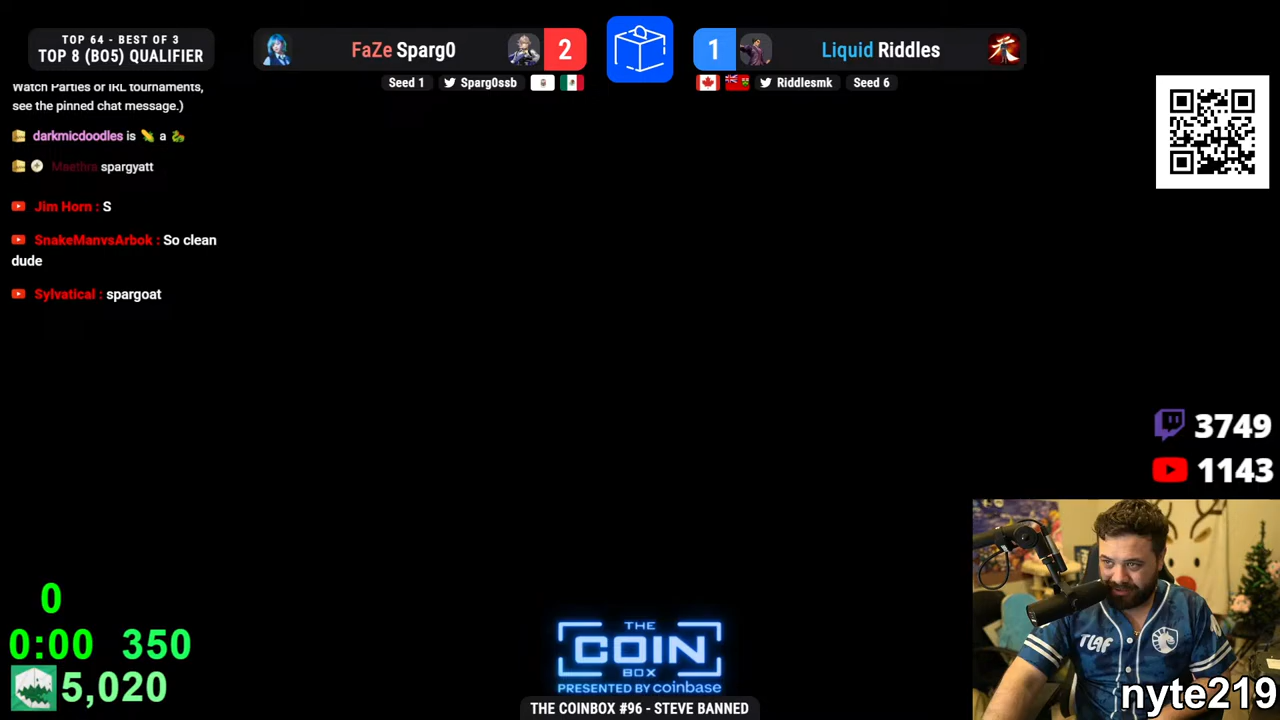 TOP 64 - BEST OF 3
TOP 8 (BO5) QUALIFIER
FaZe Sparg0
2
1
Liquid Riddles
Seed 1
Sparg0ssb
Riddlesmk
Seed 6
Watch Parties or IRL tournaments,
see the pinned chat message.)
darkmicdoodles is a
Maethra spargyatt
Jim Horn : S
SnakeManvsArbok : So clean
dude
Sylvatical : spargoat
3749
1143
0
0:00 350
5,020
THE
COIN
BOX
PRESENTED BY coinbase
THE COINBOX #96 - STEVE BANNED
TLAF
nyte219